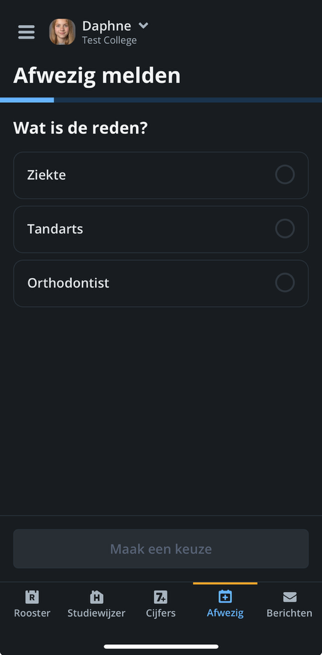 Daphne
Test College
Afwezig melden
Wat is de reden?
Ziekte
Tandarts
Orthodontist
Maak een keuze
R
H
7+
Rooster
Studiewijzer
Cijfers
Afwezig
Berichten